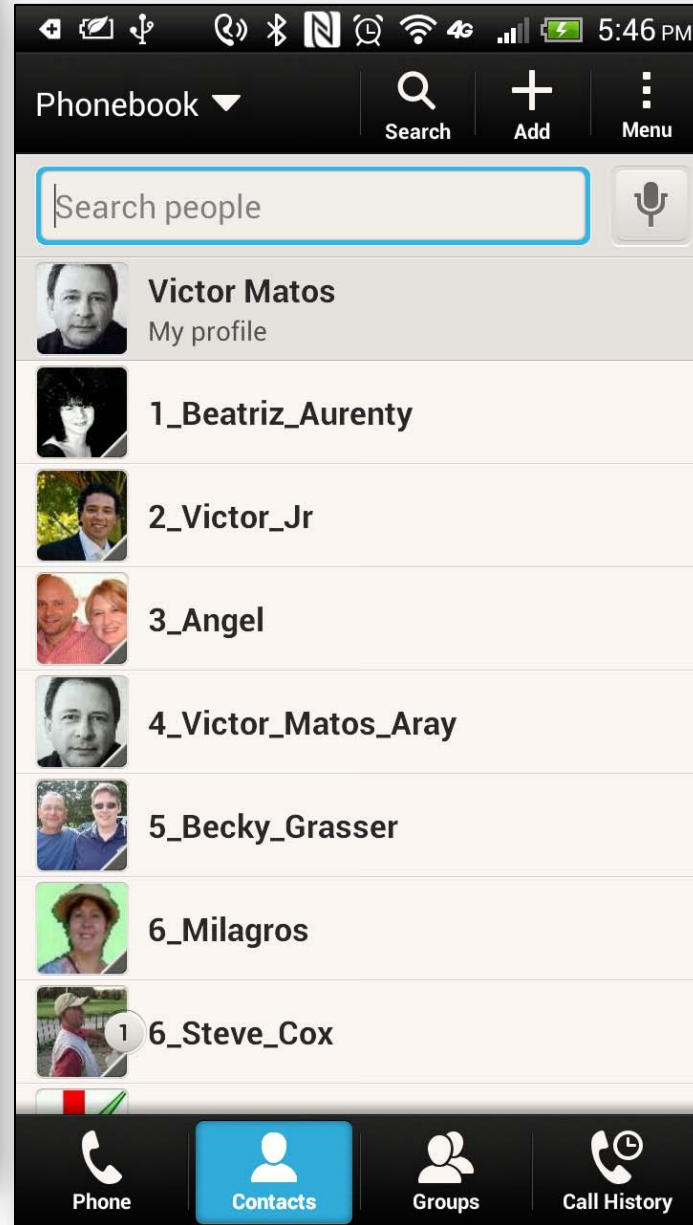 4G 5:46 PM
Phonebook
Search
Add
Menu
Search people
Victor Matos
My profile
1_Beatriz_Aurenty
2_Victor_Jr
3_Angel
4_Victor_Matos_Aray
5_Becky_Grasser
6_Milagros
1
6_Steve_Cox
Phone
Contacts
Groups
Call History